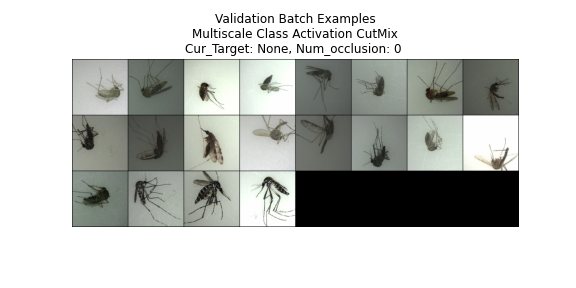 Validation Batch Examples
Multiscale Class Activation CutMix
Cur_Target: None, Num_occlusion: 0